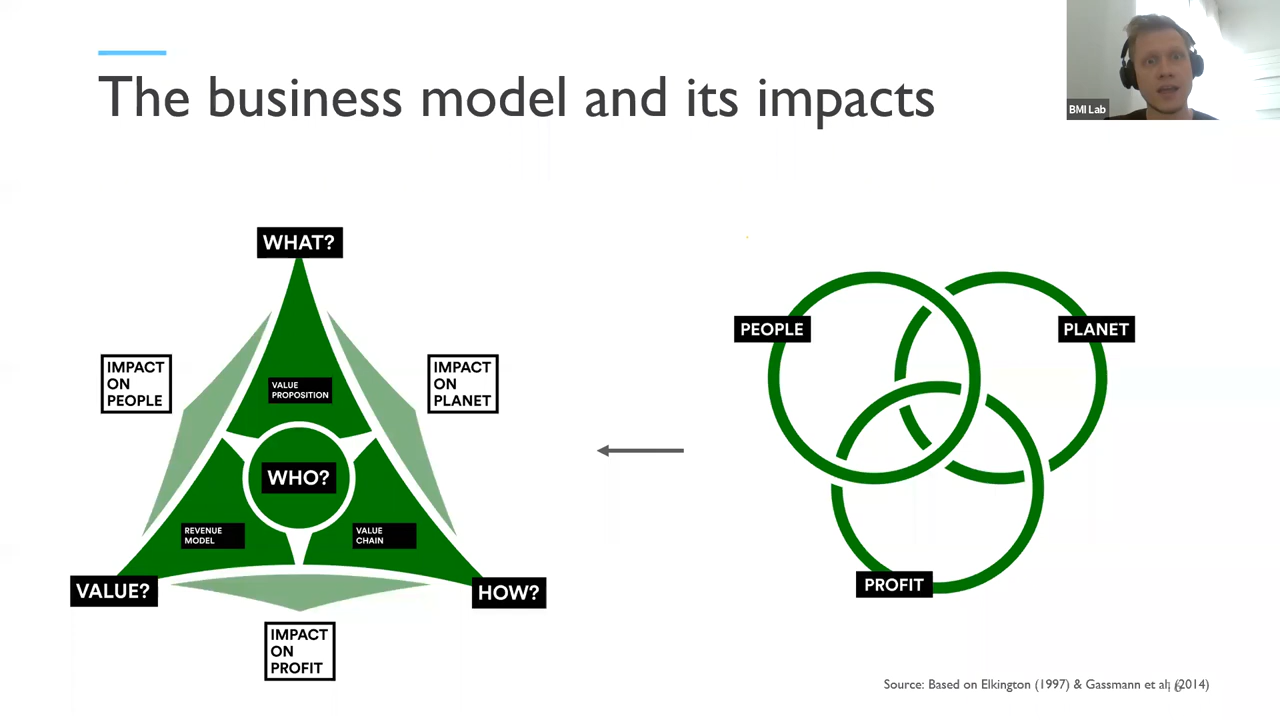 The business model and its impacts
BMI Lab
WHAT?
IMPACT
ON
PEOPLE
IMPACT
ON
PLANET
VALUE
PROPOSITION
WHO?
REVENUE
MODEL
VALUE
CHAIN
VALUE?
HOW?
IMPACT
ON
PROFIT
PEOPLE
PLANET
PROFIT
Source: Based on Elkington (1997) & Gassmann et al. (2014)